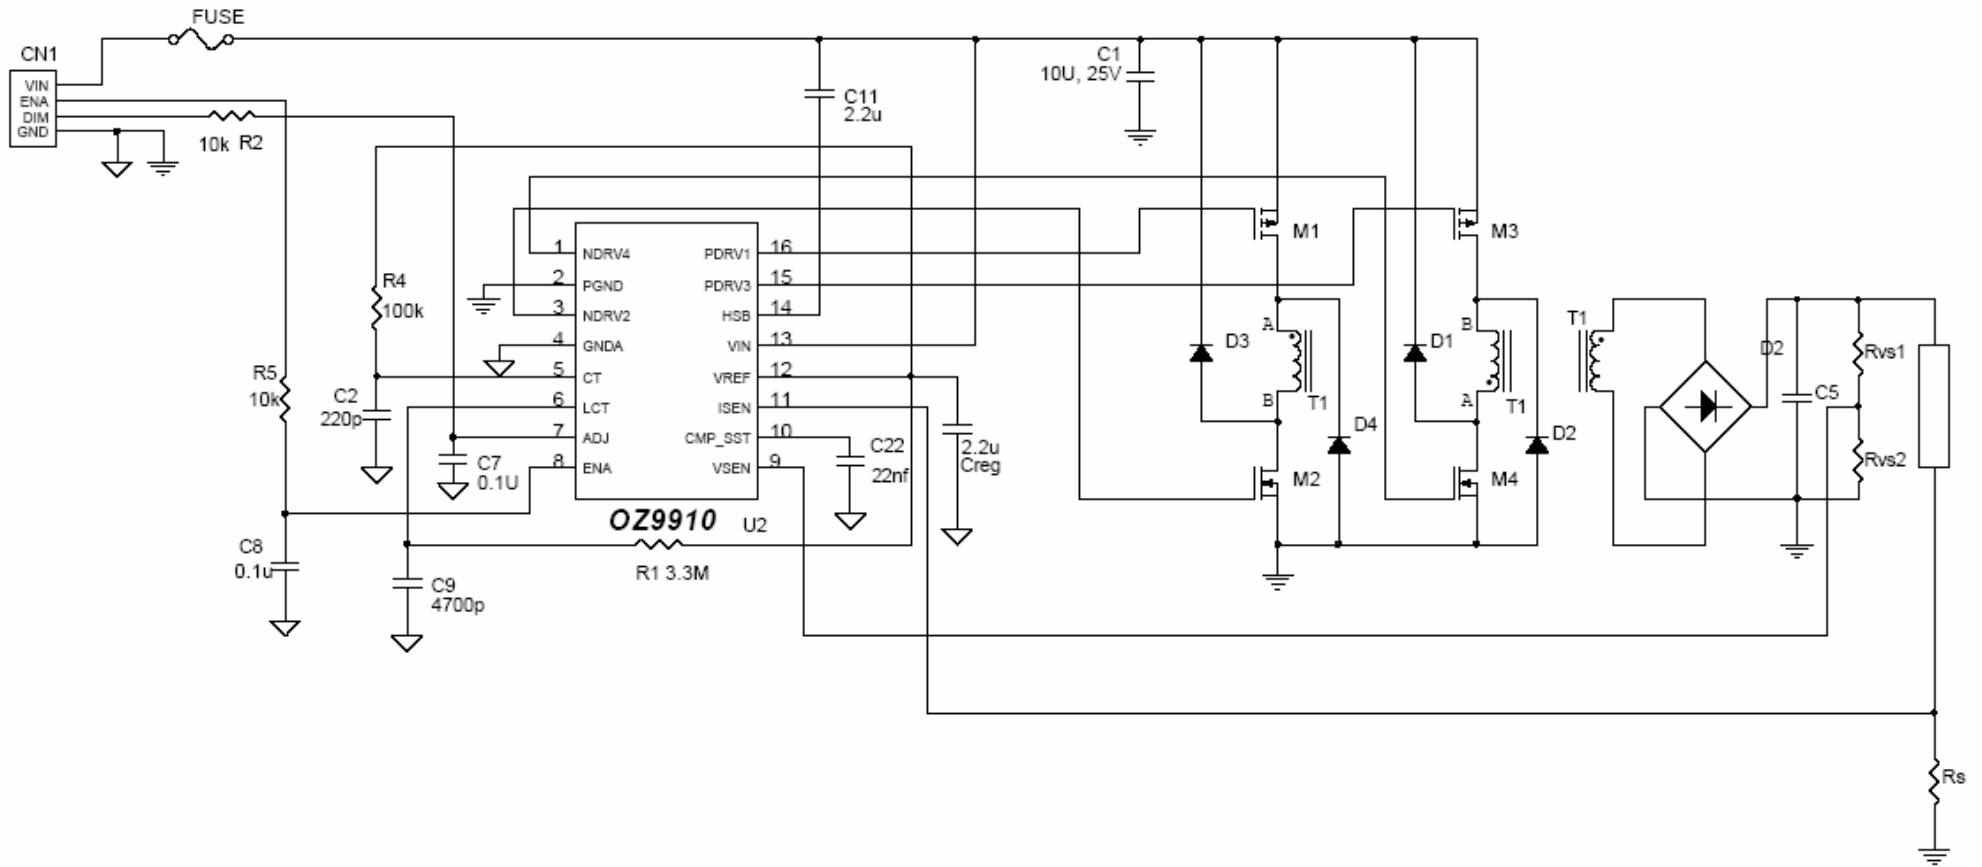 FUSE
CN1
VIN
ENA
DIM
GND
10k R2
C1
10U, 25V
C11
2.2u
R4
100k
R5
10k
C2
220p
C7
0.1U
C8
0.1u
C9
4700p
1 NDRV4
2 PGND
3 NDRV2
4 GNDA
5 CT
6 LCT
7 ADJ
8 ENA
PDRV1 16
PDRV3 15
HSB 14
VIN 13
VREF 12
ISEN 11
CMP_SST 10
VSEN 9
OZ9910 U2
R1 3.3M
C22
22nf
2.2u
Creg
M1
M3
D3
A
B
T1
D4
M2
D1
B
A
T1
D2
M4
T1
D2
C5
Rvs1
Rvs2
Rs